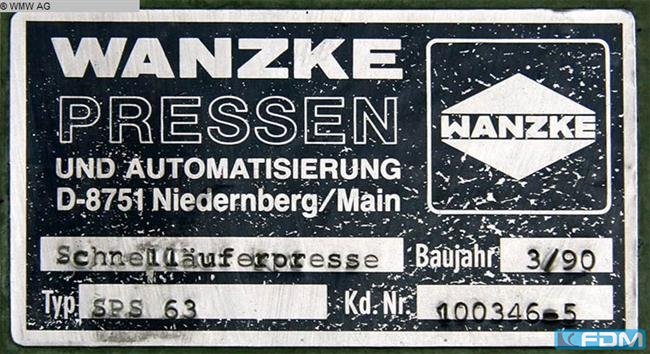 © WMW AG
WANZKE
PRESSEN
UND AUTOMATISIERUNG
D-8751 Niedernberg/Main
WANZKE
Schnelläuferpresse Baujahr 3/90
Typ SPS 63 Kd. Nr. 100346-5
FDM